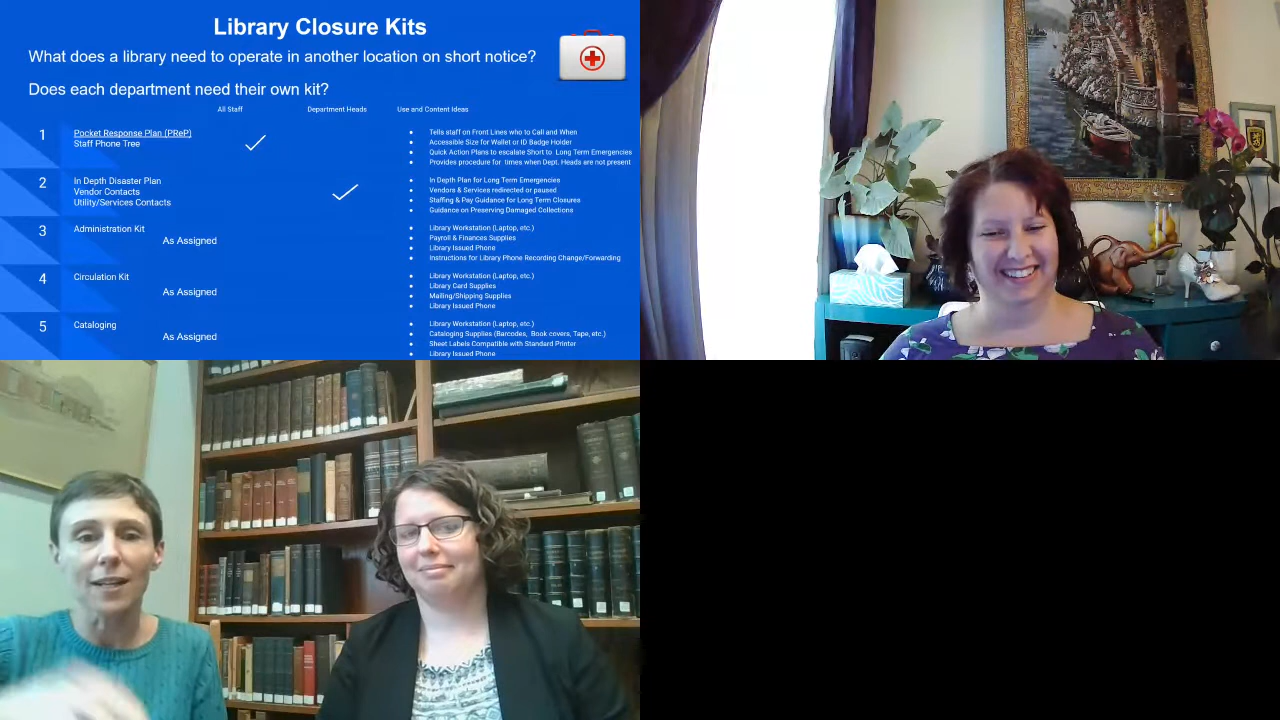 Library Closure Kits
What does a library need to operate in another location on short notice?
Does each department need their own kit?
All Staff
Department Heads
Use and Content Ideas
1
Pocket Response Plan (PReP)
Staff Phone Tree
Tells staff on Front Lines who to Call and When
Accessible Size for Wallet or ID Badge Holder
Quick Action Plans to escalate Short to Long Term Emergencies
Provides procedure for times when Dept. Heads are not present
2
In Depth Disaster Plan
Vendor Contacts
Utility/Services Contacts
In Depth Plan for Long Term Emergencies
Vendors & Services redirected or paused
Staffing & Pay Guidance for Long Term Closures
Guidance on Preserving Damaged Collections
3
Administration Kit
As Assigned
Library Workstation (Laptop, etc.)
Payroll & Finances Supplies
Library Issued Phone
Instructions for Library Phone Recording Change/Forwarding
4
Circulation Kit
As Assigned
Library Workstation (Laptop, etc.)
Library Card Supplies
Mailing/Shipping Supplies
Library Issued Phone
5
Cataloging
As Assigned
Library Workstation (Laptop, etc.)
Cataloging Supplies (Barcodes, Book covers, Tape, etc.)
Sheet Labels Compatible with Standard Printer
Library Issued Phone